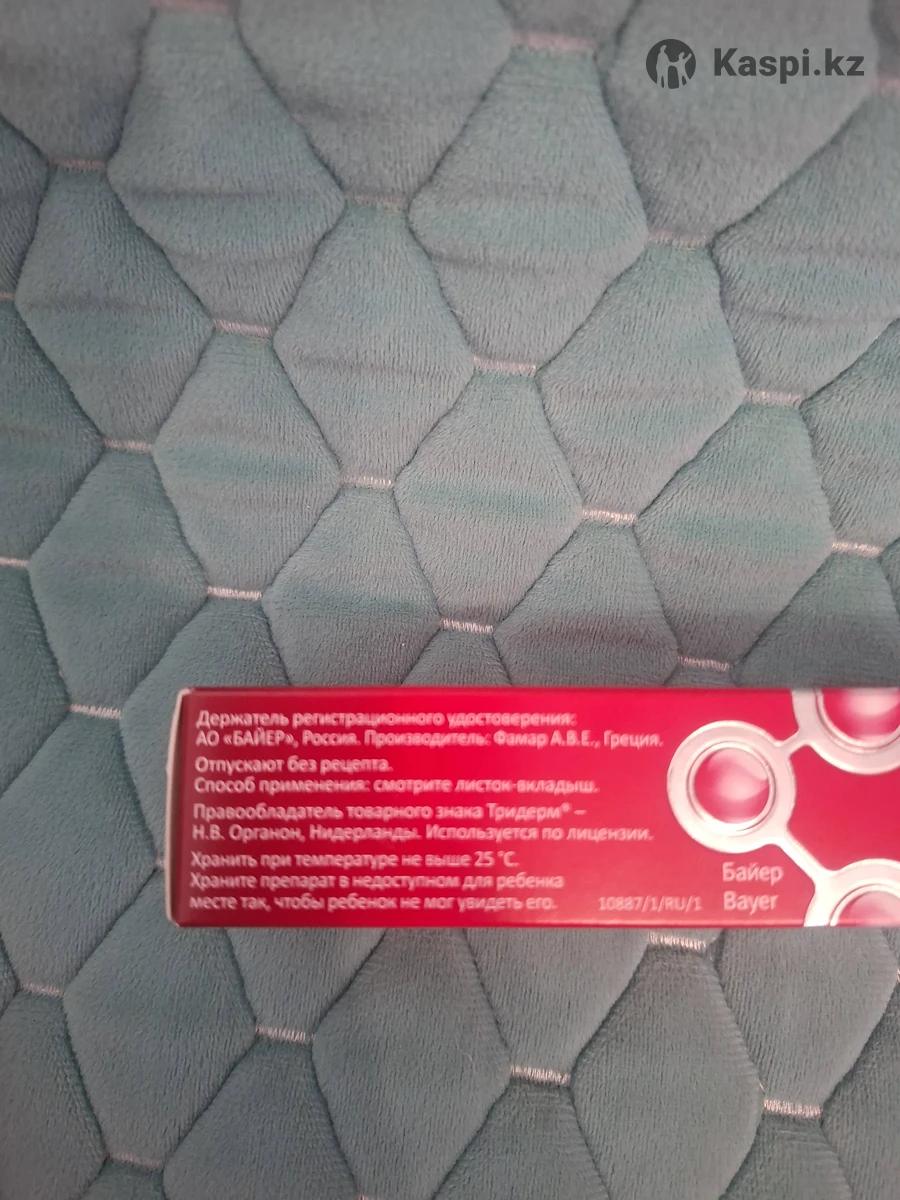 Kaspi.kz
Держатель регистрационного удостоверения:
АО «БАЙЕР», Россия. Производитель: Фамар А.В.Е., Греция.
Отпускают без рецепта.
Способ применения: смотрите листок-вкладыш.
Правообладатель товарного знака Тридерм® –
Н.В. Органон, Нидерланды. Используется по лицензии.
Хранить при температуре не выше 25 °С.
Храните препарат в недоступном для ребенка
месте так, чтобы ребенок не мог увидеть его.
10887/1/RU/1
Байер
Bayer